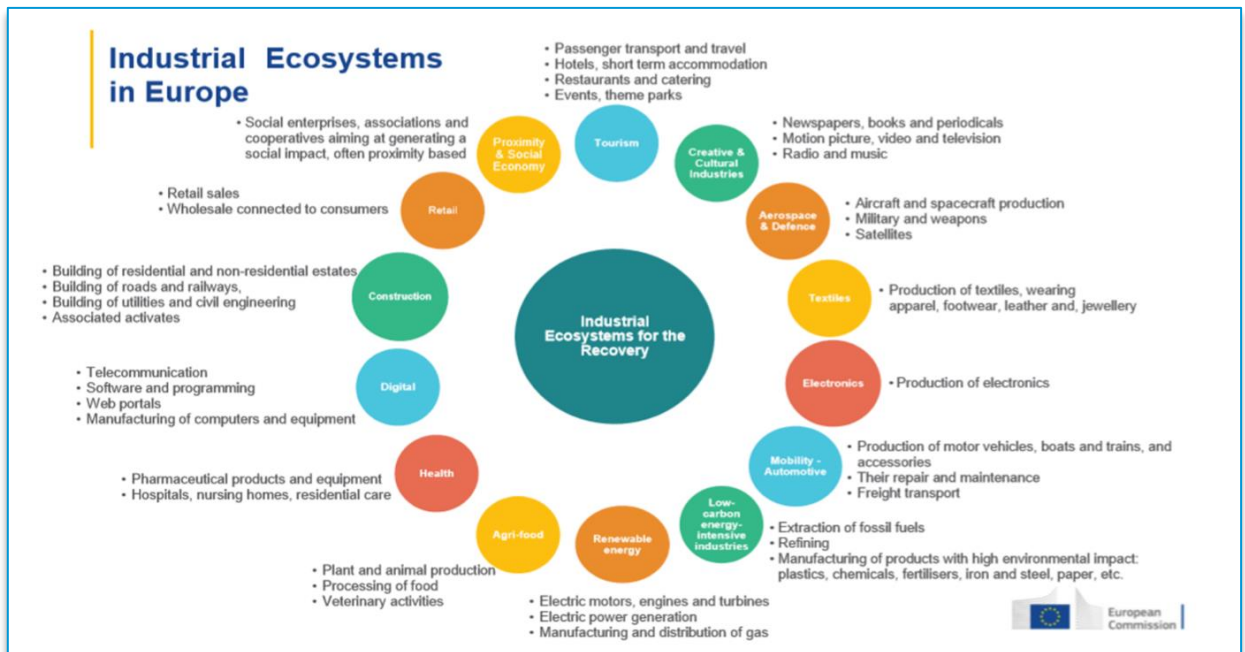 Industrial Ecosystems
in Europe
• Passenger transport and travel
• Hotels, short term accommodation
• Restaurants and catering
• Events, theme parks
Tourism
• Newspapers, books and periodicals
• Motion picture, video and television
• Radio and music
Creative &
Cultural
Industries
• Aircraft and spacecraft production
• Military and weapons
• Satellites
Aerospace
& Defence
• Production of textiles, wearing
apparel, footwear, leather and, jewellery
Textiles
• Production of electronics
Electronics
• Production of motor vehicles, boats and trains, and
accessories
• Their repair and maintenance
• Freight transport
Mobility -
Automotive
• Extraction of fossil fuels
• Refining
• Manufacturing of products with high environmental impact:
plastics, chemicals, fertilisers, iron and steel, paper, etc.
Low-
carbon
energy-
intensive
industries
• Electric motors, engines and turbines
• Electric power generation
• Manufacturing and distribution of gas
Renewable
energy
• Plant and animal production
• Processing of food
• Veterinary activities
Agri-food
• Pharmaceutical products and equipment
• Hospitals, nursing homes, residential care
Health
• Telecommunication
• Software and programming
• Web portals
• Manufacturing of computers and equipment
Digital
• Building of residential and non-residential estates
• Building of roads and railways,
• Building of utilities and civil engineering
• Associated activates
Construction
• Retail sales
• Wholesale connected to consumers
Retail
• Social enterprises, associations and
cooperatives aiming at generating a
social impact, often proximity based
Proximity
& Social
Economy
Industrial
Ecosystems for the
Recovery
European
Commission